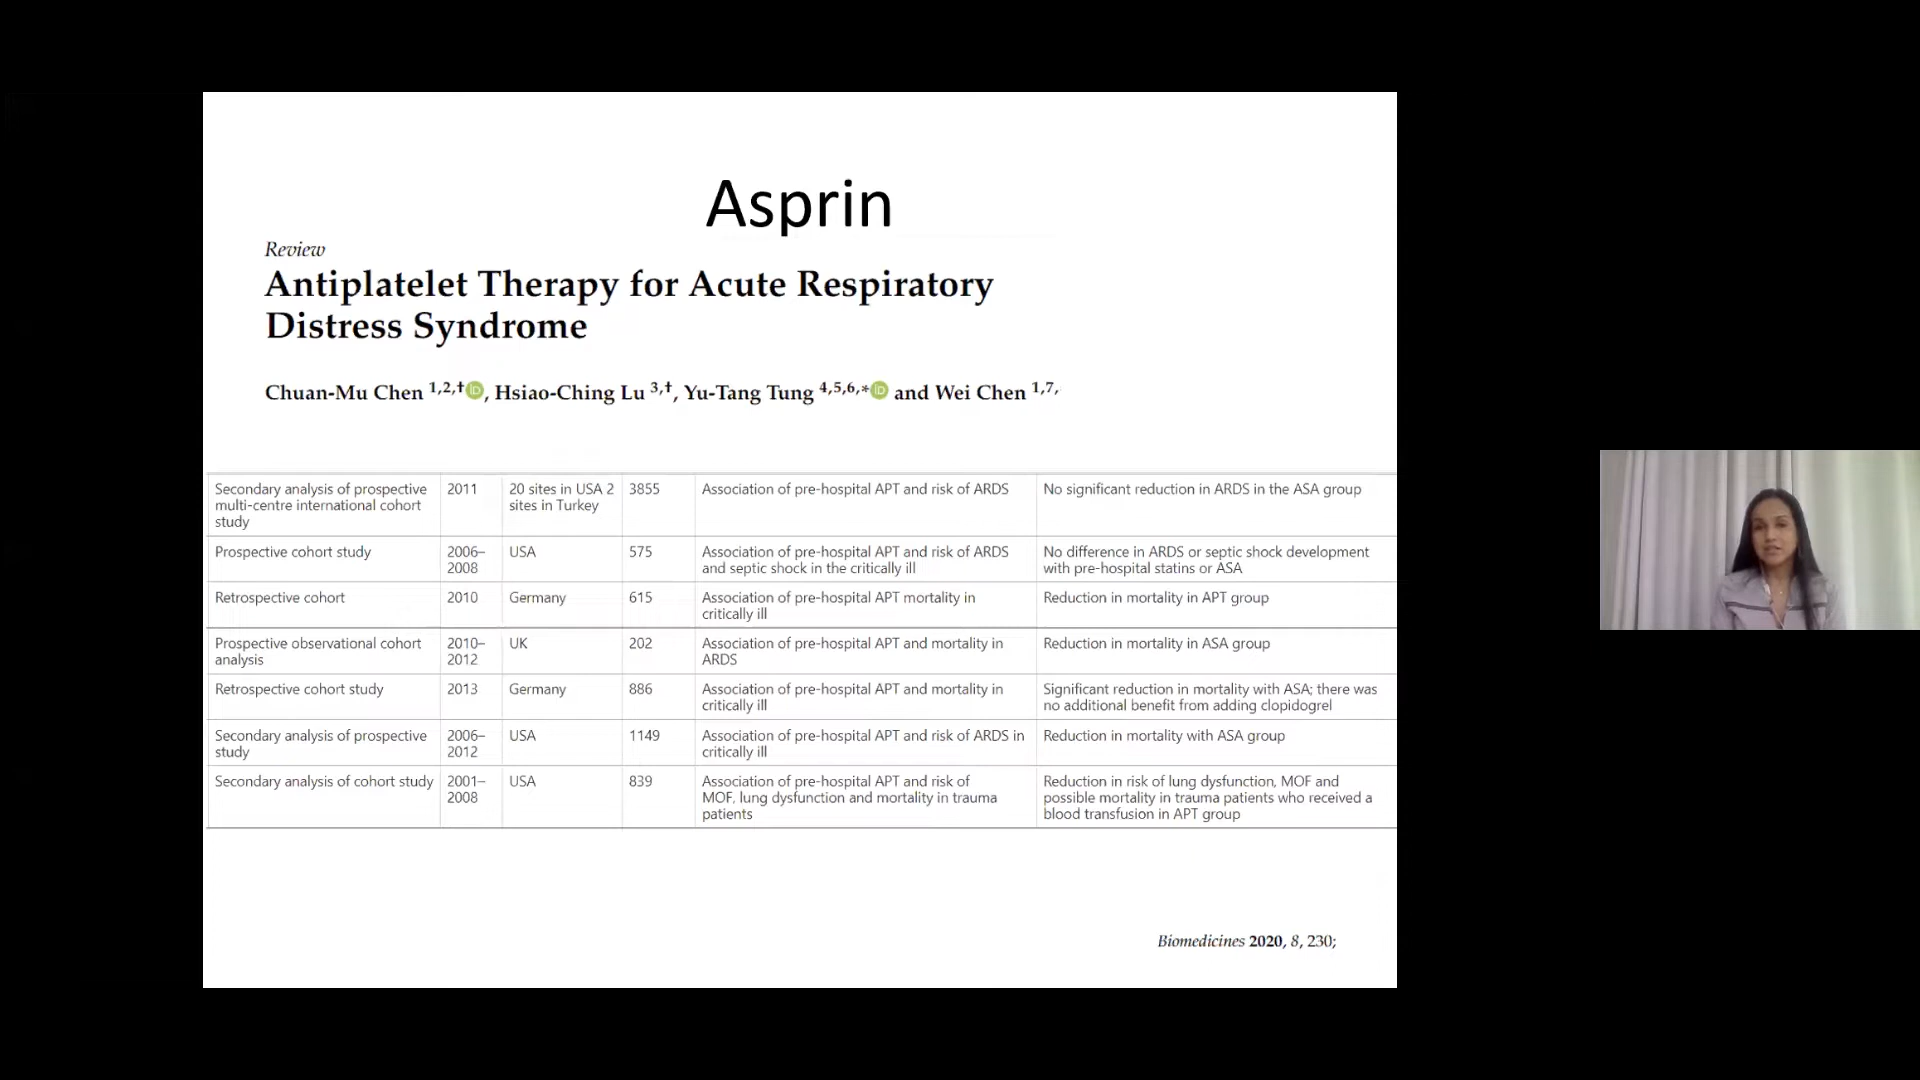 Asprin
Review
Antiplatelet Therapy for Acute Respiratory
Distress Syndrome
Chuan-Mu Chen 1,2,† iD, Hsiao-Ching Lu 3,†, Yu-Tang Tung 4,5,6,* iD and Wei Chen 1,7,
Secondary analysis of prospective multi-centre international cohort study 2011 20 sites in USA 2 sites in Turkey 3855 Association of pre-hospital APT and risk of ARDS No significant reduction in ARDS in the ASA group
Prospective cohort study 2006–2008 USA 575 Association of pre-hospital APT and risk of ARDS and septic shock in the critically ill No difference in ARDS or septic shock development with pre-hospital statins or ASA
Retrospective cohort 2010 Germany 615 Association of pre-hospital APT mortality in critically ill Reduction in mortality in APT group
Prospective observational cohort analysis 2010–2012 UK 202 Association of pre-hospital APT and mortality in ARDS Reduction in mortality in ASA group
Retrospective cohort study 2013 Germany 886 Association of pre-hospital APT and mortality in critically ill Significant reduction in mortality with ASA; there was no additional benefit from adding clopidogrel
Secondary analysis of prospective study 2006–2012 USA 1149 Association of pre-hospital APT and risk of ARDS in critically ill Reduction in mortality with ASA group
Secondary analysis of cohort study 2001–2008 USA 839 Association of pre-hospital APT and risk of MOF, lung dysfunction and mortality in trauma patients Reduction in risk of lung dysfunction, MOF and possible mortality in trauma patients who received a blood transfusion in APT group
Biomedicines 2020, 8, 230;